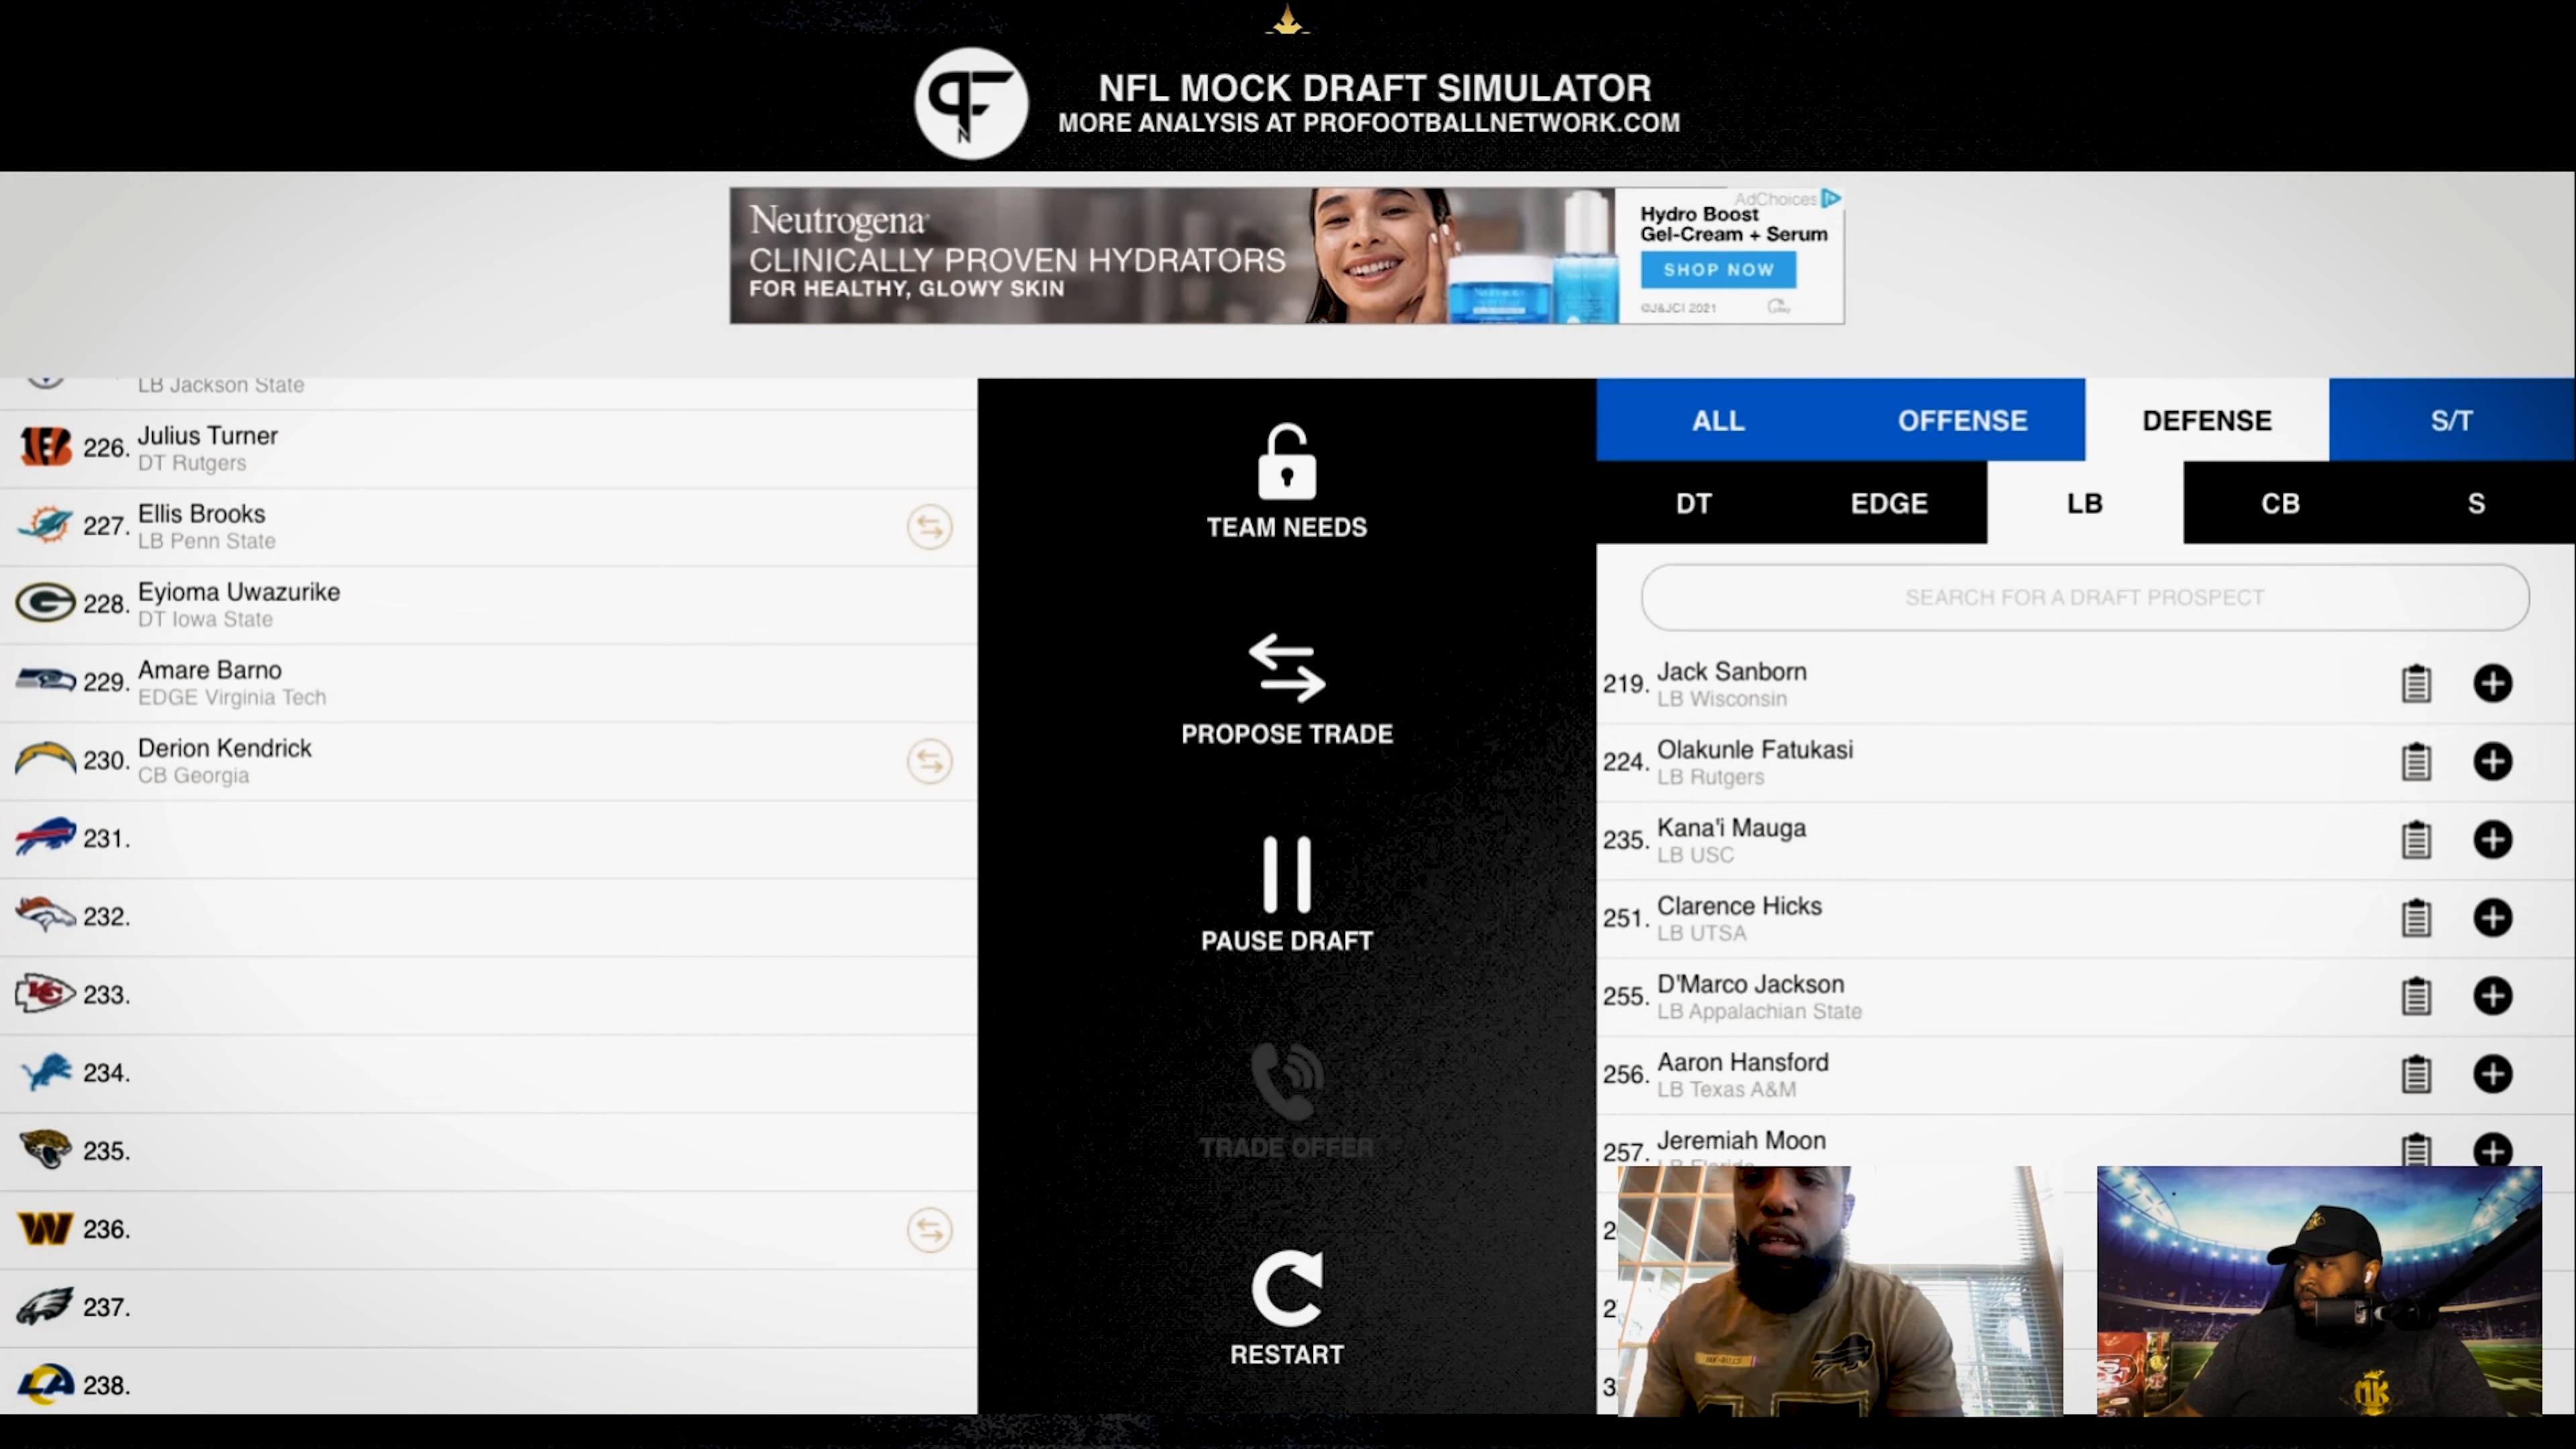 NFL MOCK DRAFT SIMULATOR
MORE ANALYSIS AT PROFOOTBALLNETWORK.COM
Neutrogena
CLINICALLY PROVEN HYDRATORS
FOR HEALTHY, GLOWY SKIN
AdChoices
Hydro Boost
Gel-Cream + Serum
SHOP NOW
©J&JCI 2021
LB Jackson State
226. Julius Turner
DT Rutgers
227. Ellis Brooks
LB Penn State
228. Eyioma Uwazurike
DT Iowa State
229. Amare Barno
EDGE Virginia Tech
230. Derion Kendrick
CB Georgia
231.
232.
233.
234.
235.
236.
237.
238.
TEAM NEEDS
PROPOSE TRADE
PAUSE DRAFT
TRADE OFFER
RESTART
ALL OFFENSE DEFENSE S/T
DT EDGE LB CB S
SEARCH FOR A DRAFT PROSPECT
219. Jack Sanborn
LB Wisconsin
224. Olakunle Fatukasi
LB Rutgers
235. Kana'i Mauga
LB USC
251. Clarence Hicks
LB UTSA
255. D'Marco Jackson
LB Appalachian State
256. Aaron Hansford
LB Texas A&M
257. Jeremiah Moon
LB Florida